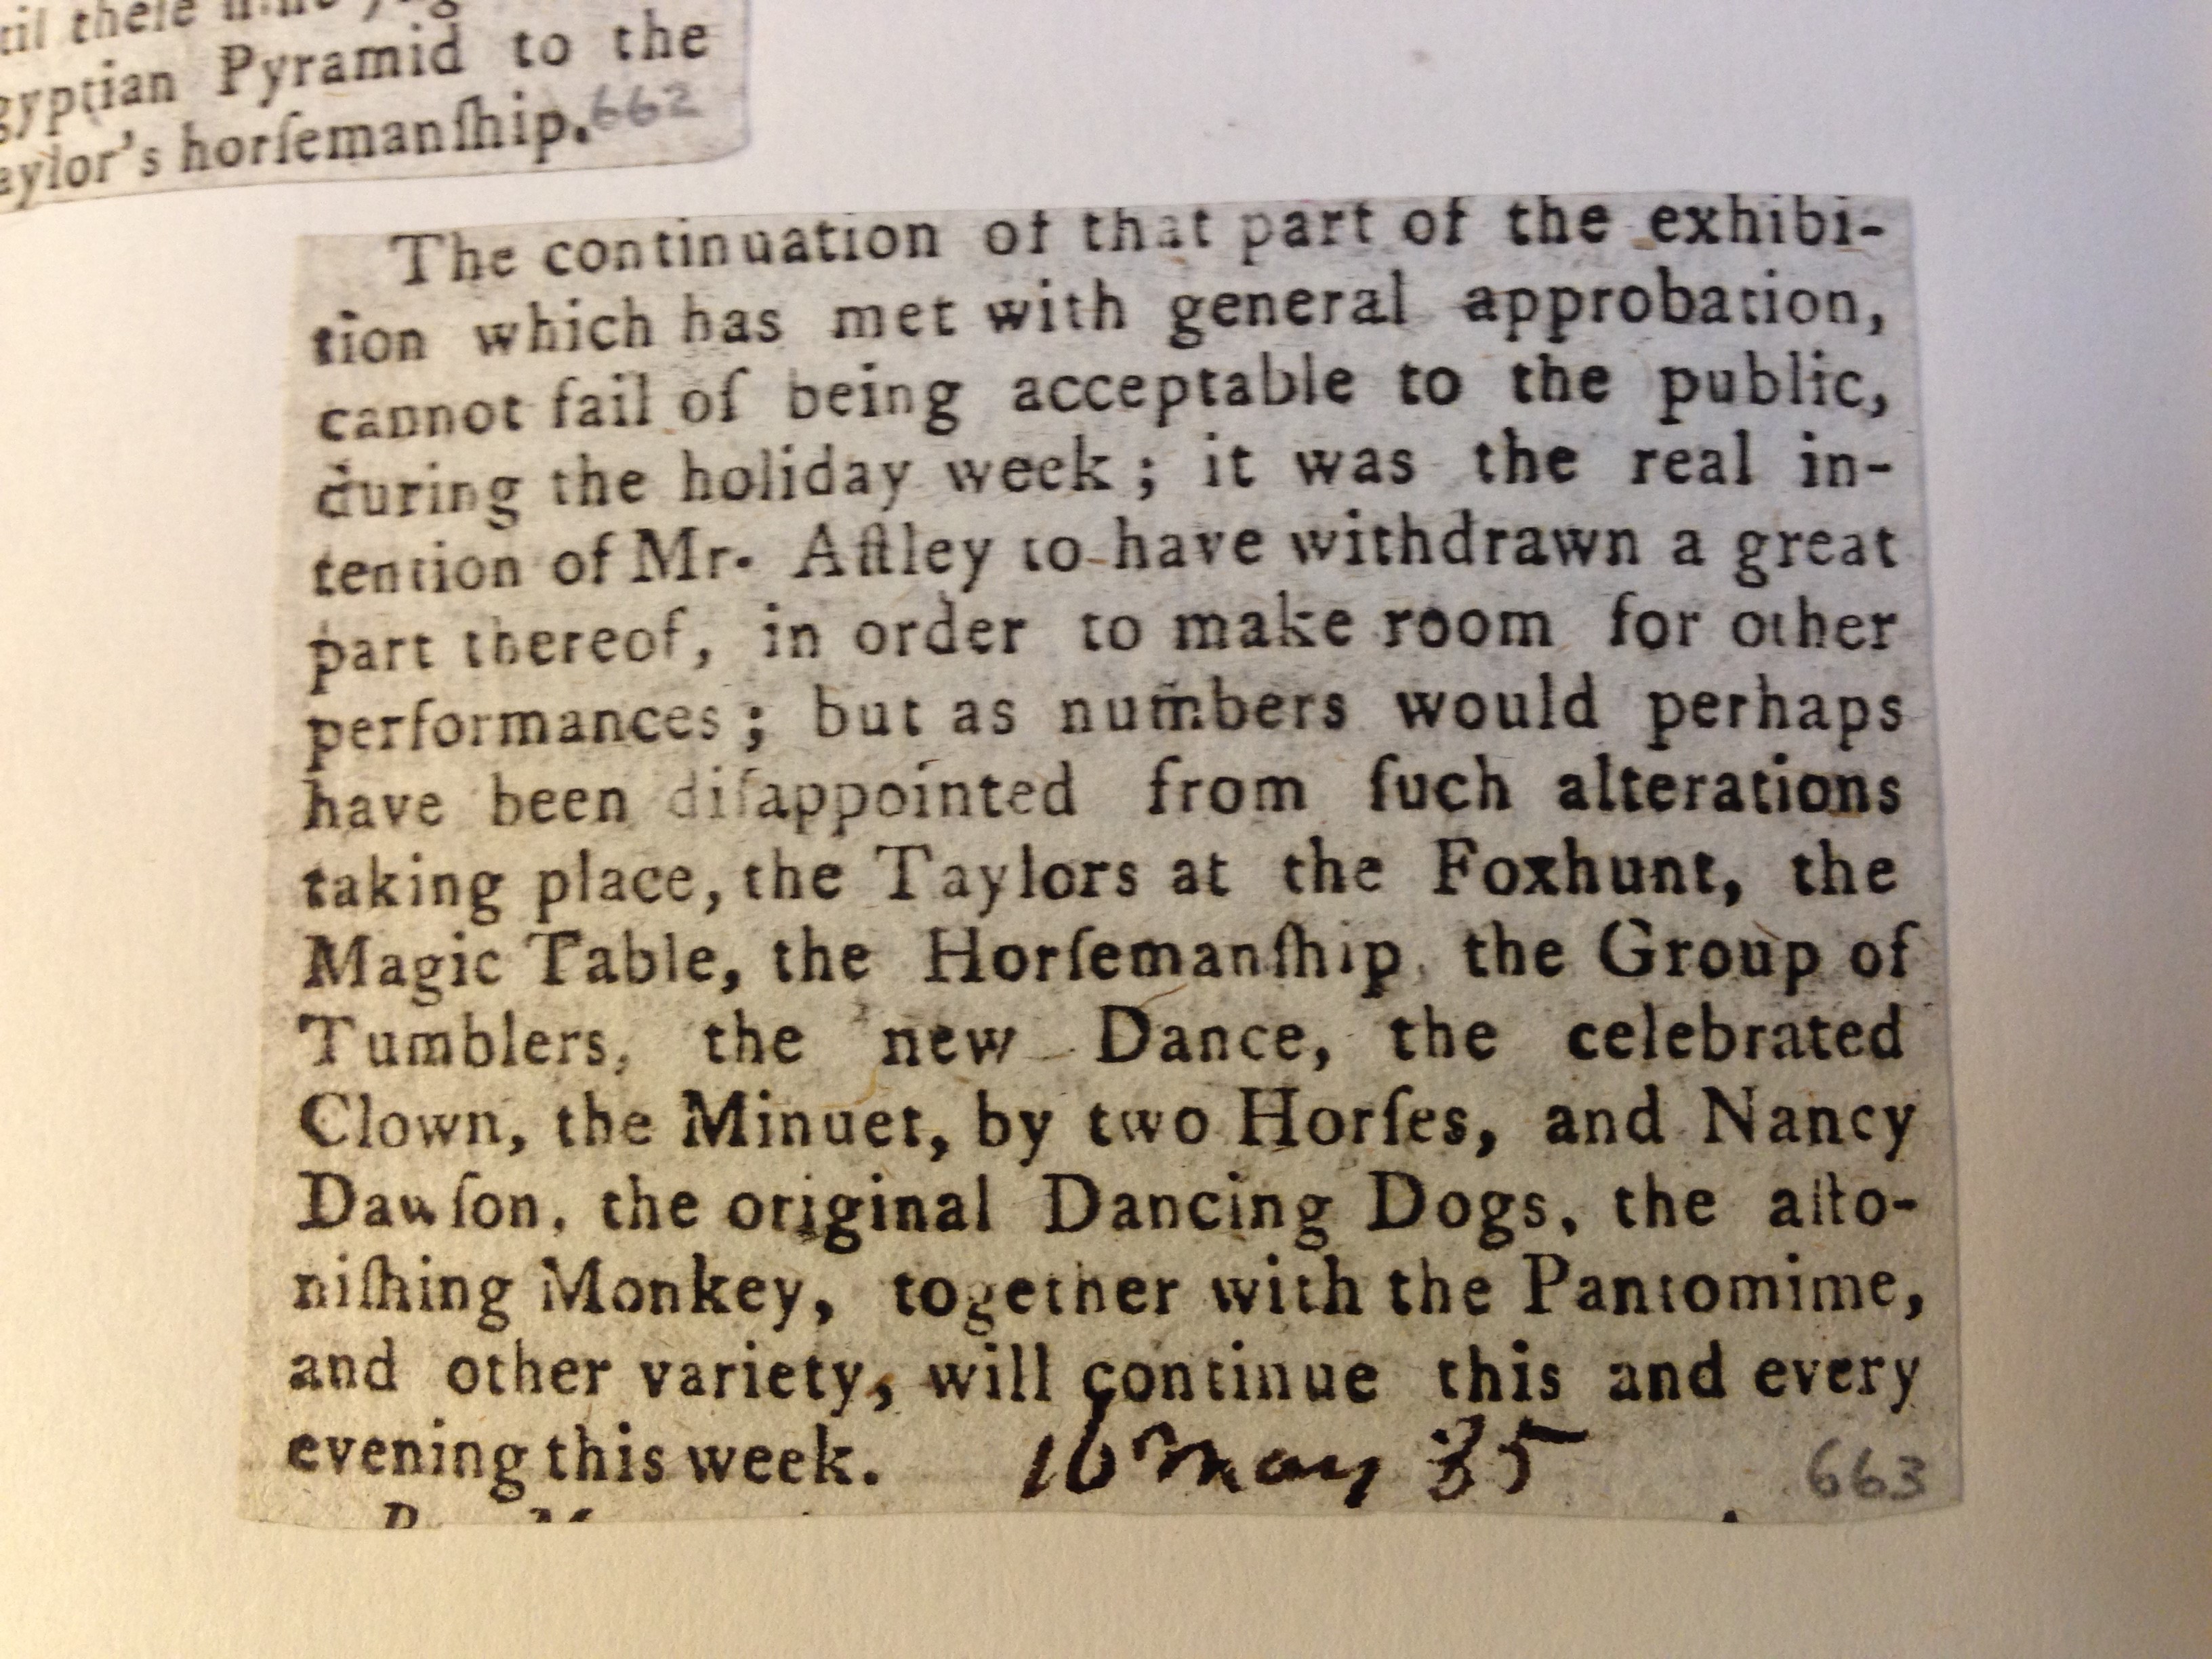 til theſe
gyptian Pyramid to the
aylor's horſemanſhip. 662
The continuation of that part of the exhibi-
tion which has met with general approbation,
cannot fail of being acceptable to the public,
during the holiday week; it was the real in-
tention of Mr. Aſtley to have withdrawn a great
part thereof, in order to make room for other
performances; but as numbers would perhaps
have been diſappointed from ſuch alterations
taking place, the Taylors at the Foxhunt, the
Magic Table, the Horſemanſhip, the Group of
Tumblers, the new Dance, the celebrated
Clown, the Minuet, by two Horſes, and Nancy
Dawſon, the original Dancing Dogs, the aſto-
niſhing Monkey, together with the Pantomime,
and other variety, will continue this and every
evening this week. 16 May 85
663